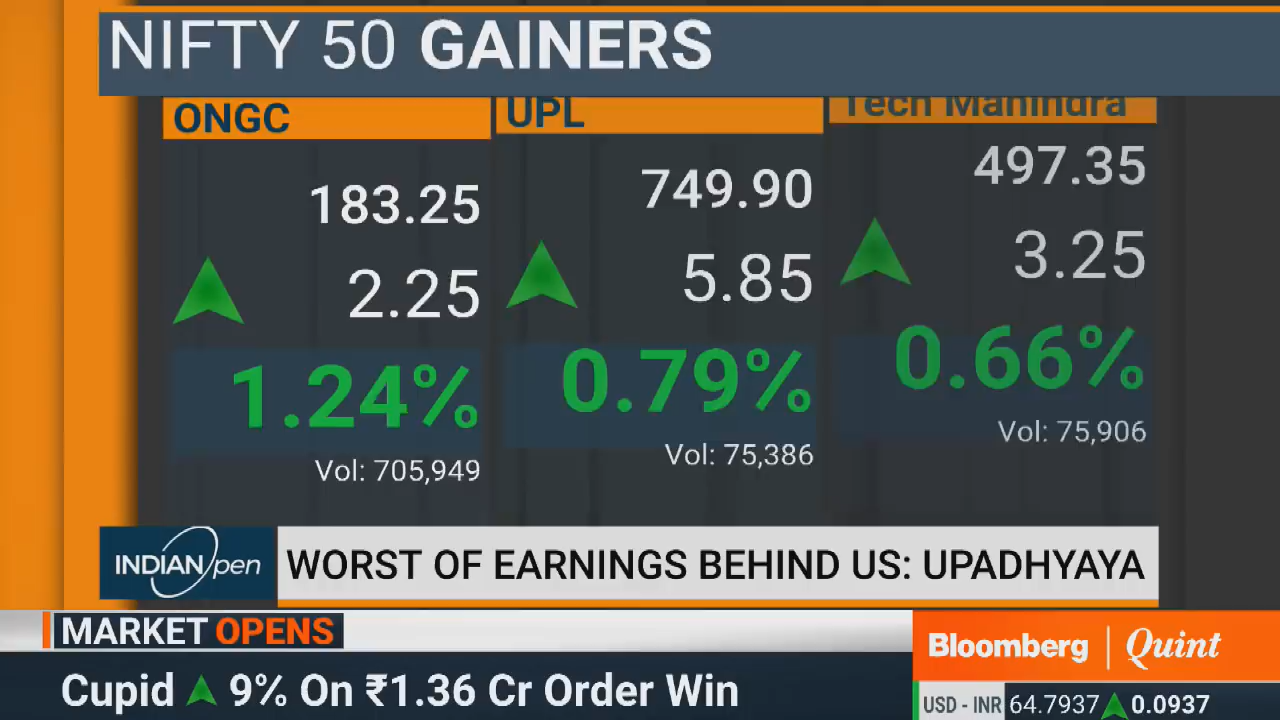 NIFTY 50 GAINERS
ONGC
183.25
2.25
1.24%
Vol: 705,949
UPL
749.90
5.85
0.79%
Vol: 75,386
Tech Mahindra
497.35
3.25
0.66%
Vol: 75,906
INDIAN Open
WORST OF EARNINGS BEHIND US: UPADHYAYA
MARKET OPENS
Cupid ▲ 9% On ₹1.36 Cr Order Win
Bloomberg | Quint
USD - INR 64.7937 ▲ 0.0937